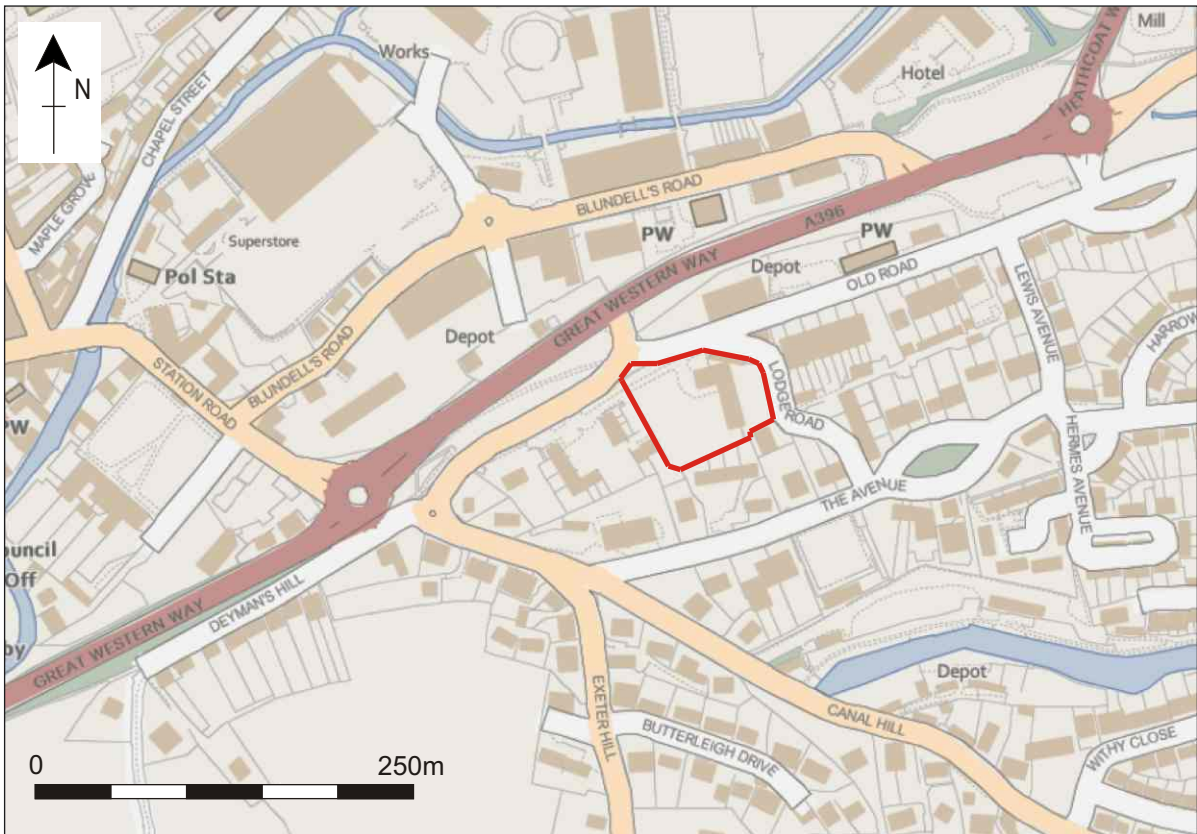 N
Mill
HEATHCOAT W
Works
Hotel
CHAPEL STREET
MAPLE GROVE
BLUNDELL'S ROAD
A396
PW
PW
Superstore
Pol Sta
GREAT WESTERN WAY
Depot
OLD ROAD
LEWIS AVENUE
HARROW
Depot
STATION ROAD
BLUNDELL'S ROAD
LODGE ROAD
PW
HERMES AVENUE
THE AVENUE
ouncil
Off
DEYMAN'S HILL
by
GREAT WESTERN WAY
Depot
EXETER HILL
CANAL HILL
BUTTERLEIGH DRIVE
WITHY CLOSE
0 250m